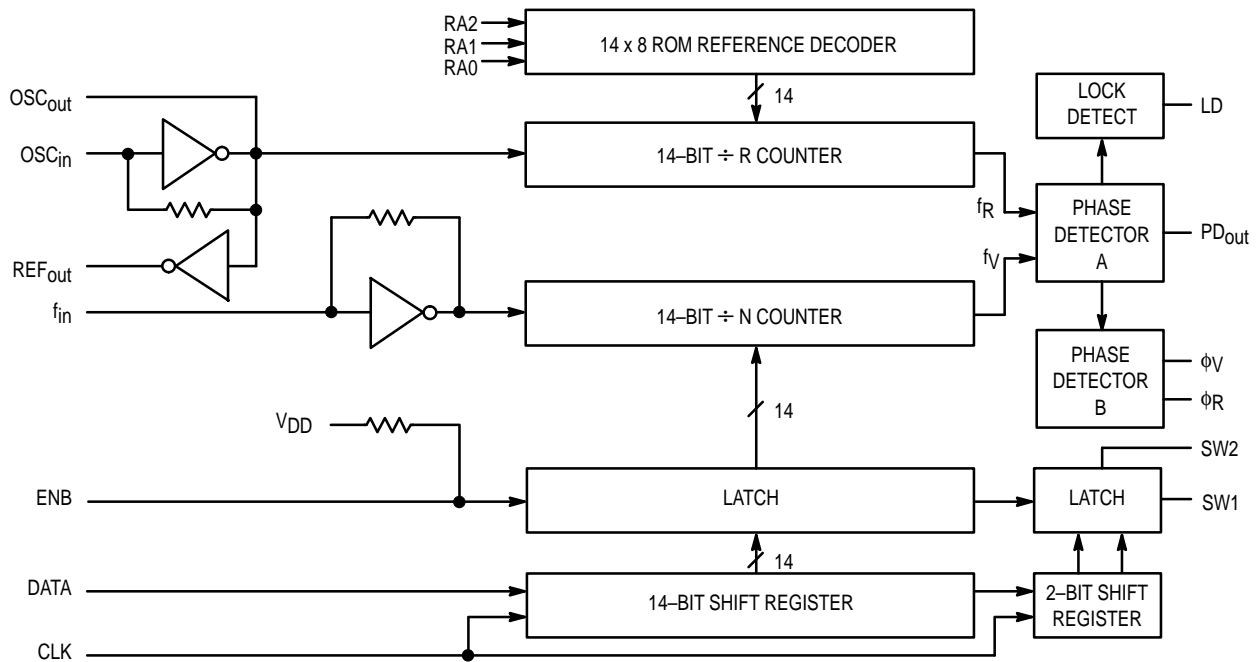 RA2
RA1
RA0
14 x 8 ROM REFERENCE DECODER
14
OSCout
OSCin
REFout
fin
14–BIT ÷ R COUNTER
fR
fV
LOCK
DETECT
LD
PHASE
DETECTOR
A
PDout
14–BIT ÷ N COUNTER
PHASE
DETECTOR
B
ϕV
ϕR
14
VDD
ENB
LATCH
LATCH
SW2
SW1
14
DATA
14–BIT SHIFT REGISTER
2–BIT SHIFT
REGISTER
CLK